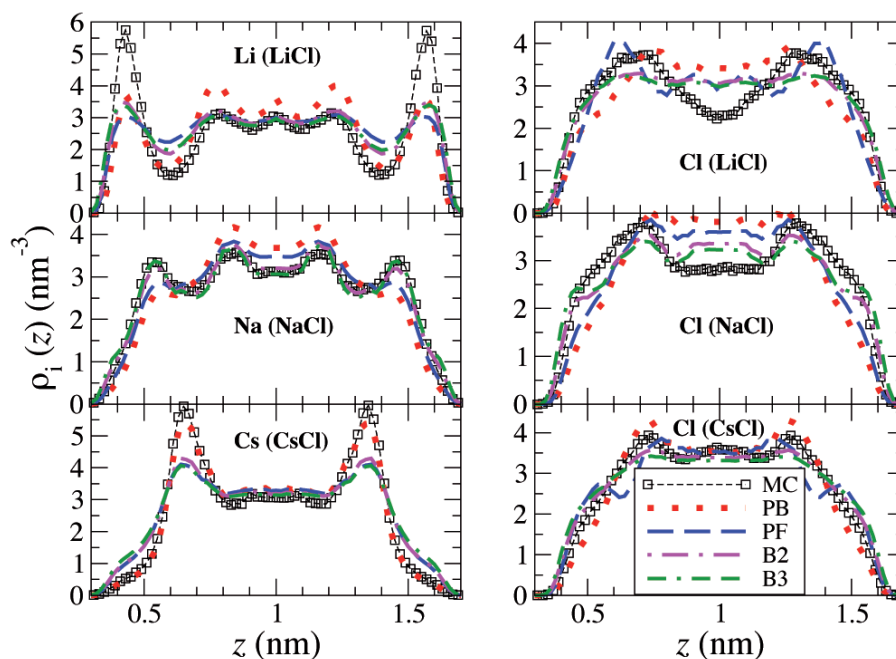 6
5
4
3
2
1
0
Li (LiCl)
4
3
2
1
0
Cl (LiCl)
4
3
2
1
0
Na (NaCl)
3
2
1
0
Cl (NaCl)
5
4
3
2
1
0
Cs (CsCl)
4
3
2
1
0
Cl (CsCl)
MC
PB
PF
B2
B3
ρi (z) (nm-3)
0.5 1 1.5
0.5 1 1.5
z (nm)
z (nm)